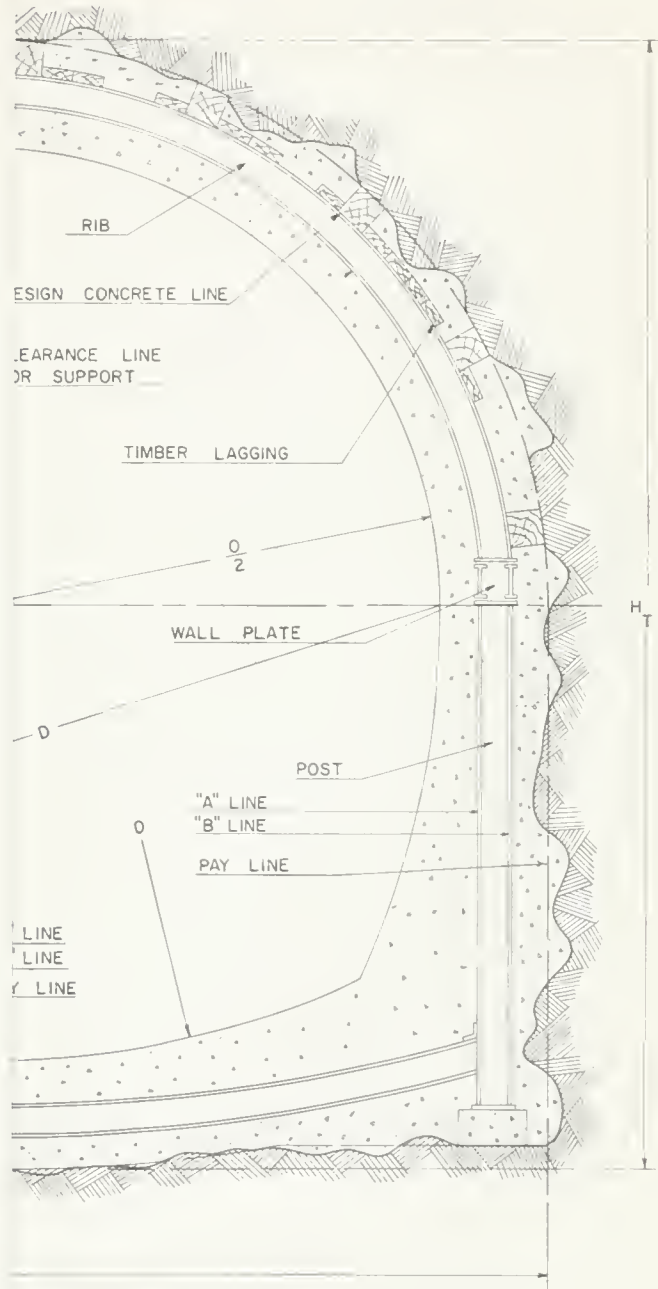 RIB
ESIGN CONCRETE LINE
LEARANCE LINE
OR SUPPORT
TIMBER LAGGING
D
2
H
T
WALL PLATE
D
POST
"A" LINE
"B" LINE
PAY LINE
D
LINE
LINE
Y LINE